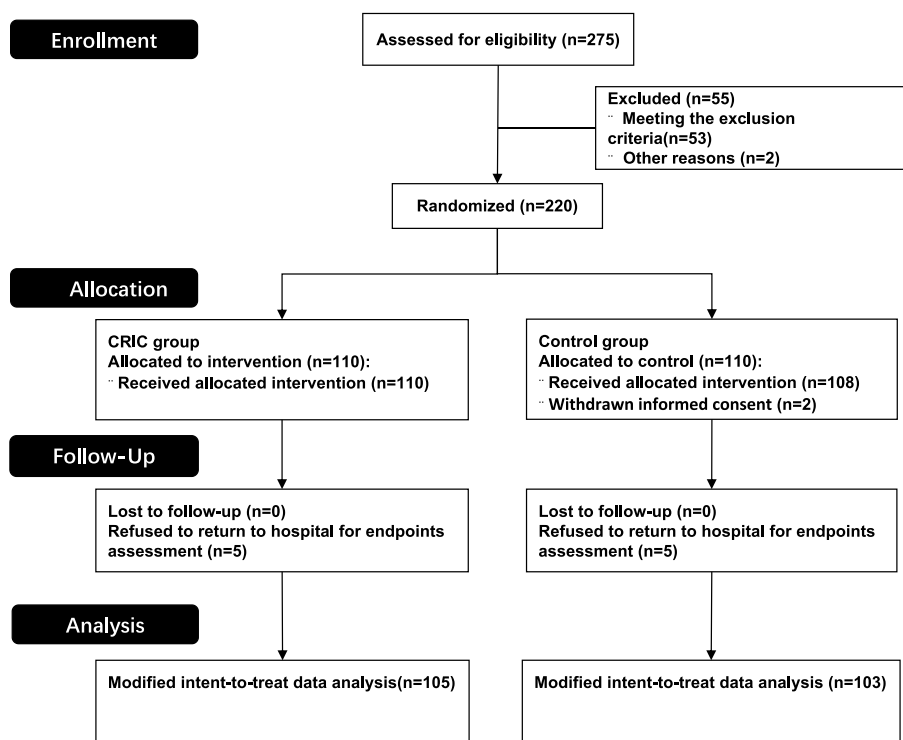 Enrollment
Assessed for eligibility (n=275)
Excluded (n=55)
¨ Meeting the exclusion
criteria(n=53)
¨ Other reasons (n=2)
Randomized (n=220)
Allocation
CRIC group
Allocated to intervention (n=110):
¨ Received allocated intervention (n=110)
Control group
Allocated to control (n=110):
¨ Received allocated intervention (n=108)
¨ Withdrawn informed consent (n=2)
Follow-Up
Lost to follow-up (n=0)
Refused to return to hospital for endpoints
assessment (n=5)
Lost to follow-up (n=0)
Refused to return to hospital for endpoints
assessment (n=5)
Analysis
Modified intent-to-treat data analysis(n=105)
Modified intent-to-treat data analysis (n=103)